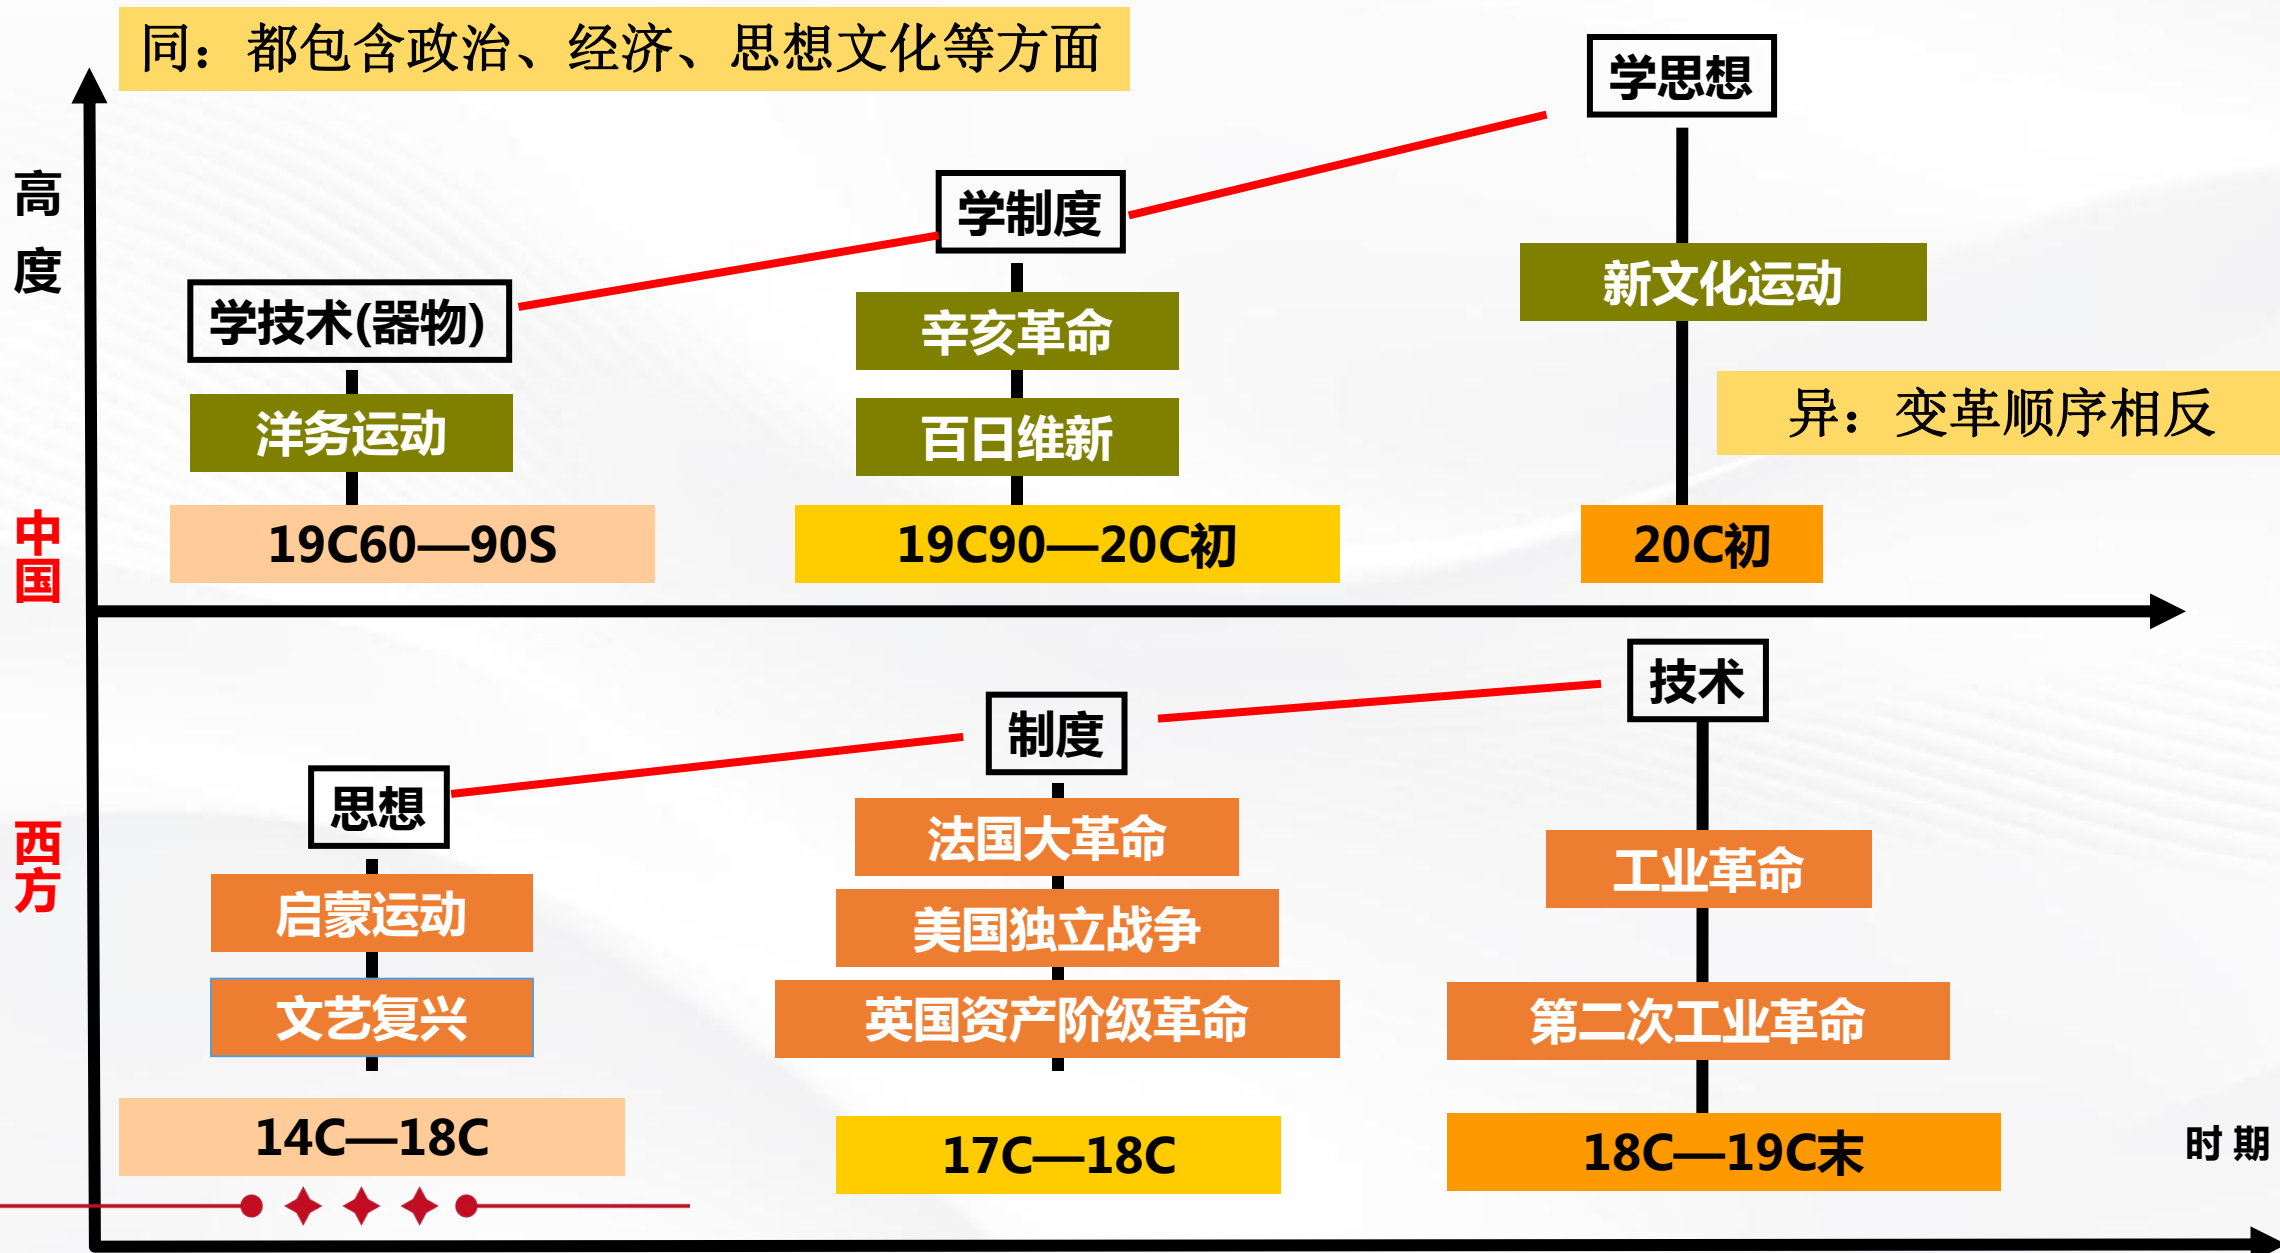 同：都包含政治、经济、思想文化等方面
学思想
高
度
学制度
学技术(器物)
新文化运动
辛亥革命
洋务运动
百日维新
异：变革顺序相反
中
国
19C60—90S
19C90—20C初
20C初
技术
制度
思想
西
方
法国大革命
工业革命
启蒙运动
美国独立战争
文艺复兴
英国资产阶级革命
第二次工业革命
14C—18C
17C—18C
18C—19C末
时期